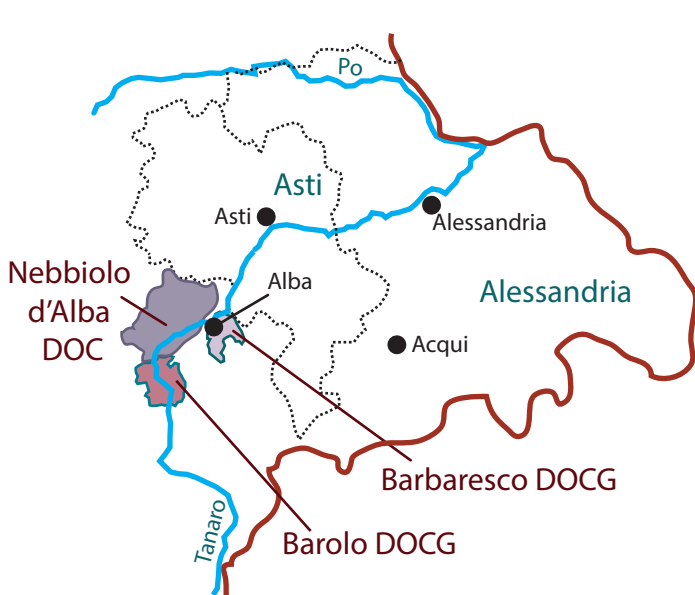 Po
Asti
Asti
Alessandria
Nebbiolo
d'Alba
DOC
Alba
Alessandria
Acqui
Barbaresco DOCG
Tanaro
Barolo DOCG